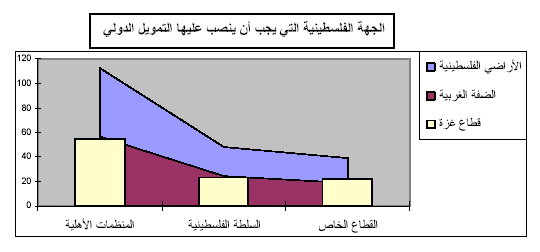 الجهة الفلسطينية التي يجب أن ينصب عليها التمويل الدولي
120
100
80
60
40
20
0
المنظمات الأهلية
السلطة الفلسطينية
القطاع الخاص
الأراضي الفلسطينية
الضفة الغربية
قطاع غزة